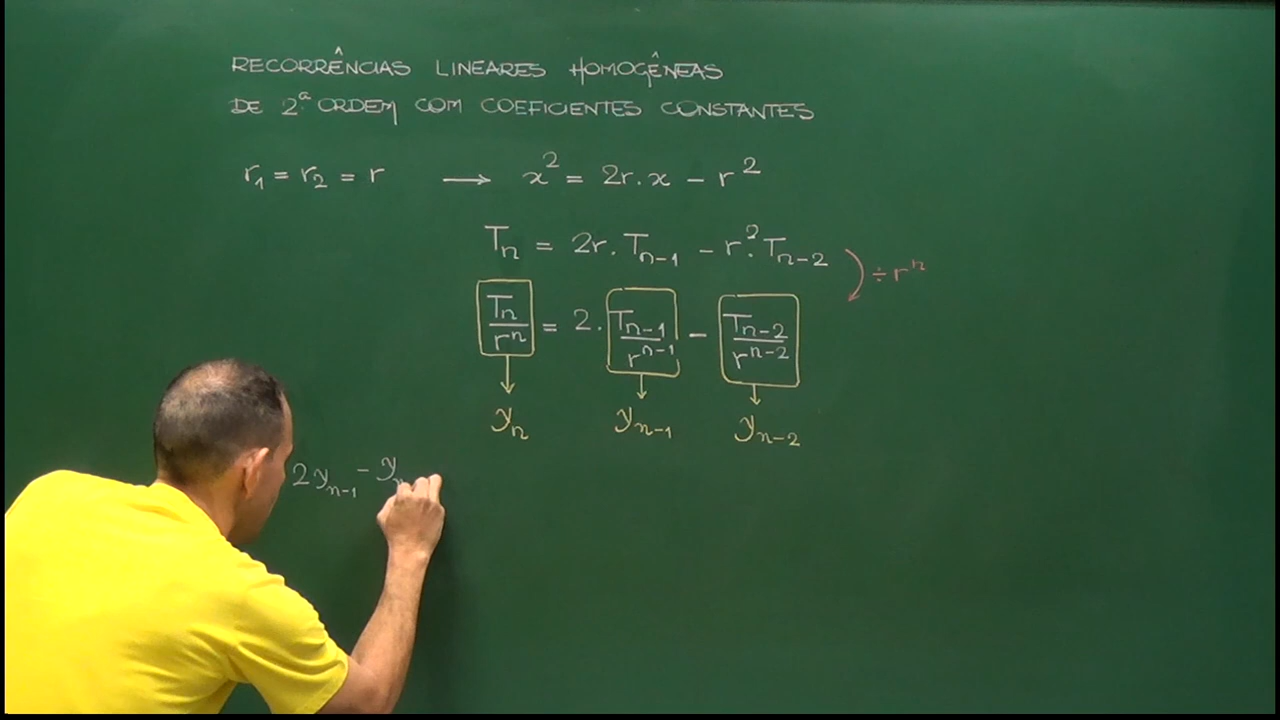 RECORRÊNCIAS LINEARES HOMOGÊNEAS
DE 2ª ORDEM COM COEFICIENTES CONSTANTES
r₁ = r₂ = r ⟶ x² = 2r.x − r²
Tₙ = 2r.Tₙ₋₁ − r².Tₙ₋₂
÷ rⁿ
Tₙ/rⁿ = 2. Tₙ₋₁/rⁿ⁻¹ − Tₙ₋₂/rⁿ⁻²
yₙ yₙ₋₁ yₙ₋₂
2yₙ₋₁ − y